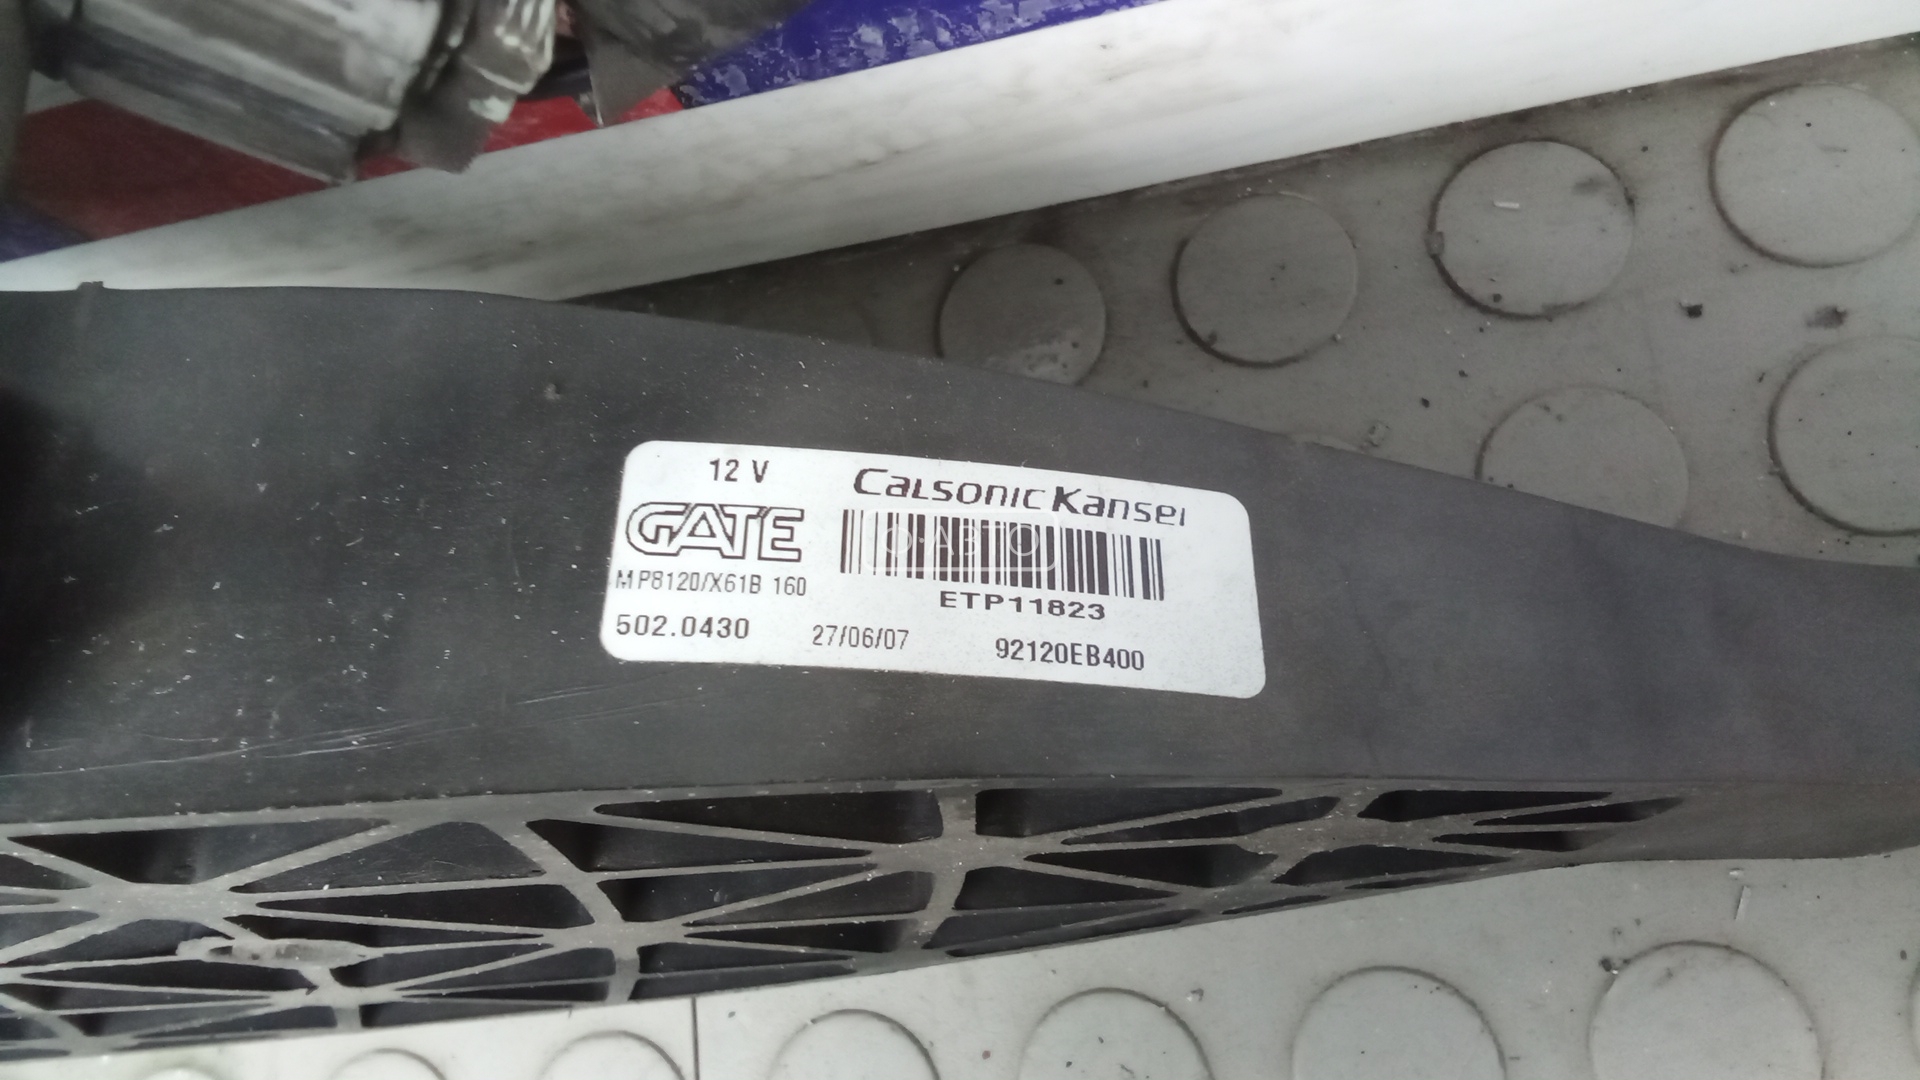 12 V
Calsonic Kansei
GATE
MP8120/X61B 160
ETP11823
502.0430
27/06/07
92120EB400